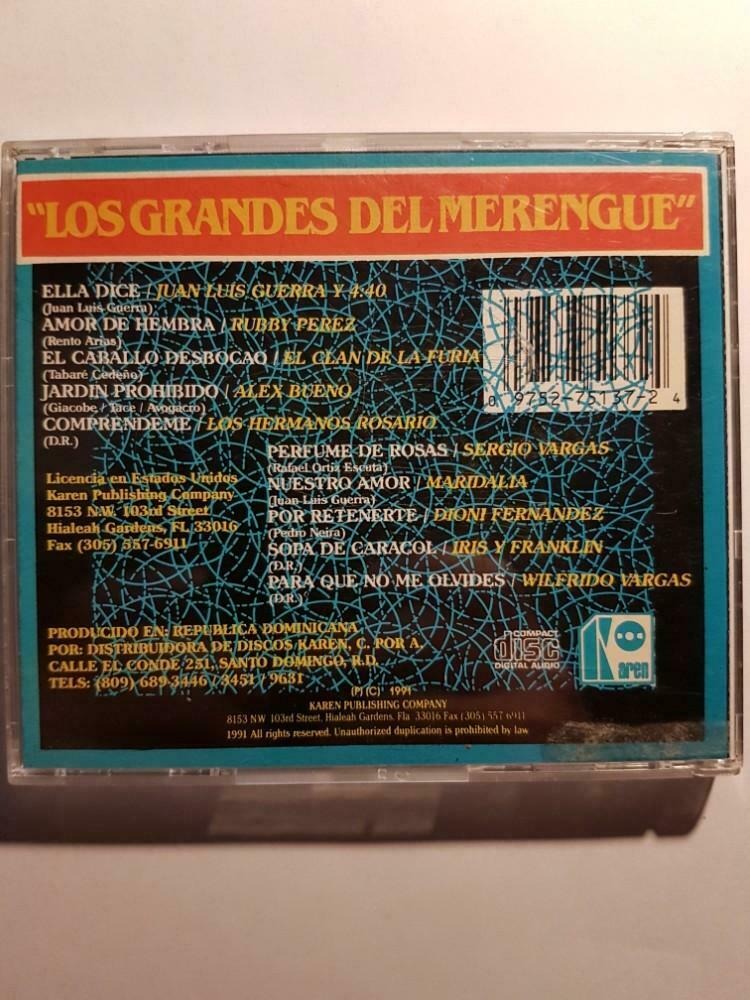 "LOS GRANDES DEL MERENGUE"
ELLA DICE / JUAN LUIS GUERRA Y 4:40
(Juan Luis Guerra)
AMOR DE HEMBRA / RUBBY PEREZ
(Rento Arias)
EL CABALLO DESBOCAO / EL CLAN DE LA FURIA
(Tabaré Cedeño)
JARDIN PROHIBIDO / ALEX BUENO
(Giacobe / Tace / Avogacro)
COMPRENDEME / LOS HERMANOS ROSARIO
(D.R.)
0 9752-75137-2 4
PERFUME DE ROSAS / SERGIO VARGAS
(Rafael Ortiz Escuta)
NUESTRO AMOR / MARIDALIA
(Juan Luis Guerra)
POR RETENERTE / DIONI FERNANDEZ
(Pedro Neira)
SOPA DE CARACOL / IRIS Y FRANKLIN
(D.R.)
PARA QUE NO ME OLVIDES / WILFRIDO VARGAS
(D.R.)
Licencia en Estados Unidos
Karen Publishing Company
8153 N.W. 103rd Street
Hialeah Gardens, FL 33016
Fax (305) 557-6911
PRODUCIDO EN: REPUBLICA DOMINICANA
POR: DISTRIBUIDORA DE DISCOS KAREN, C. POR A.
CALLE EL CONDE 251, SANTO DOMINGO, R.D.
TELS: (809) 689-3446 / 3451 / 9631
COMPACT
disc
DIGITAL AUDIO
Karen
(P) (C) 1991
KAREN PUBLISHING COMPANY
8153 NW 103rd Street, Hialeah Gardens, Fla 33016 Fax (305) 557-6911
1991 All rights reserved. Unauthorized duplication is prohibited by law